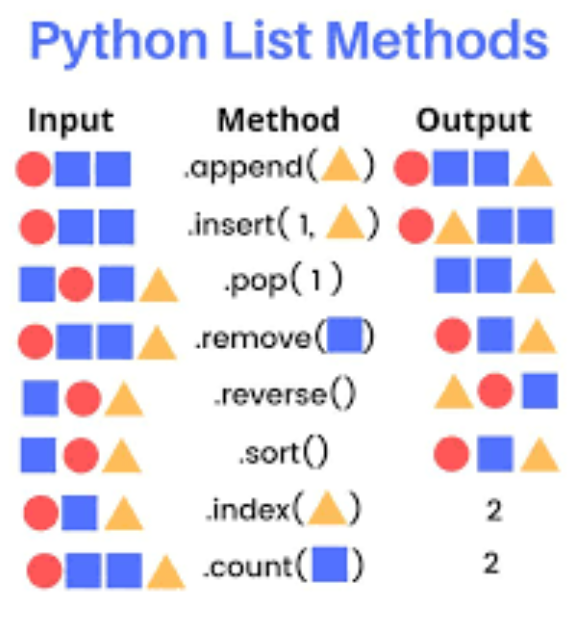 Python List Methods
Input Method Output
.append( )
.insert( 1, )
.pop( 1 )
.remove( )
.reverse()
.sort()
.index( ) 2
.count( ) 2